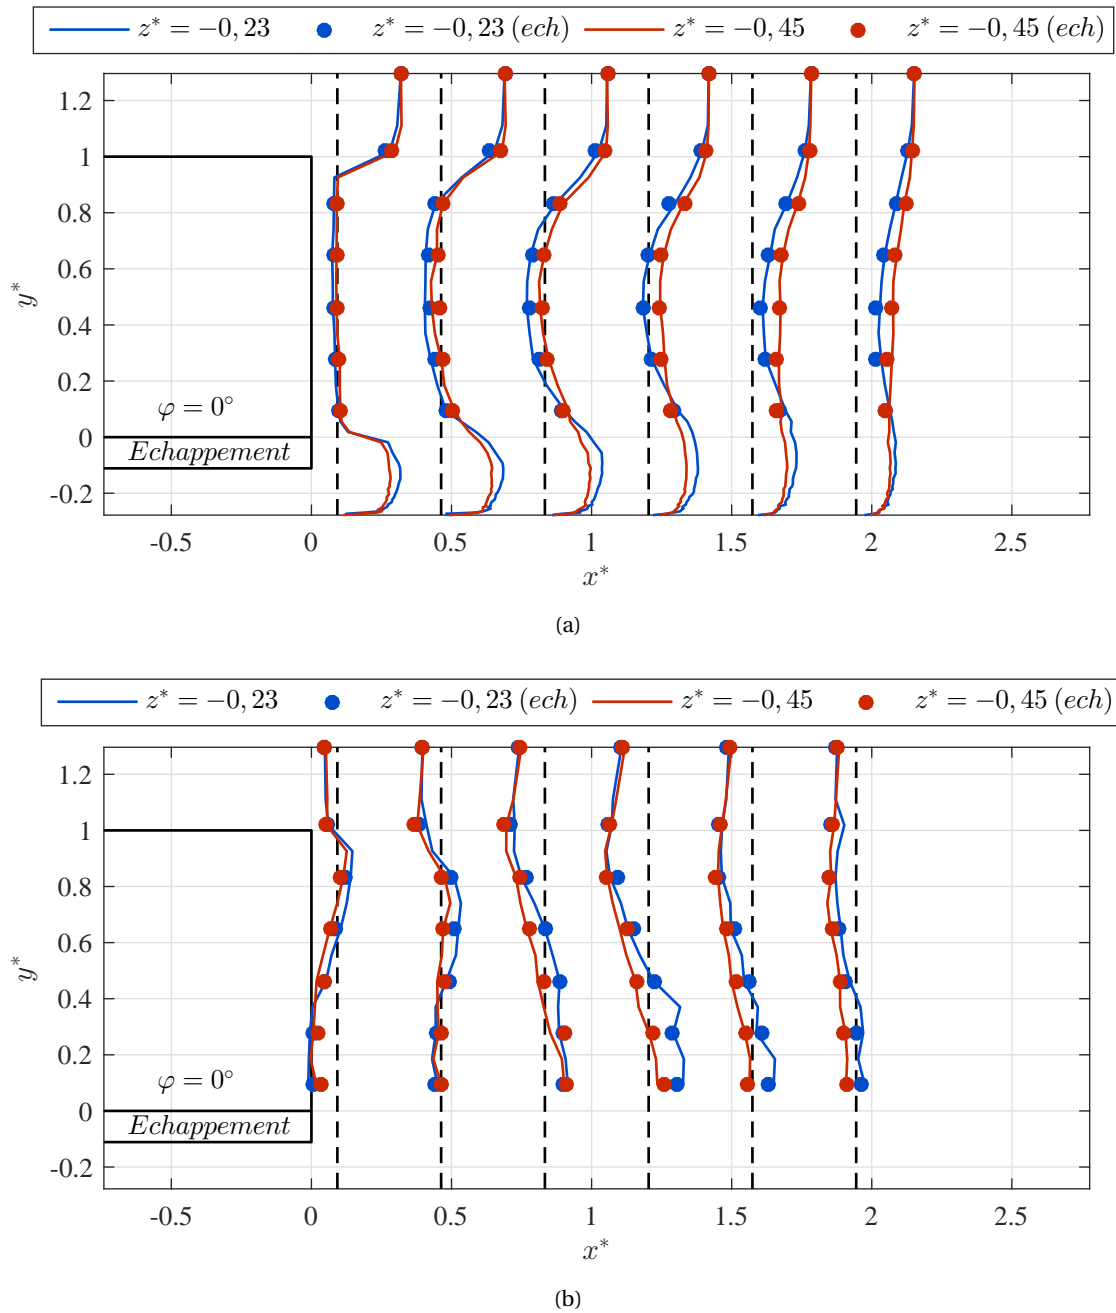 z* = −0, 23 z* = −0, 23 (ech) z* = −0, 45 z* = −0, 45 (ech)
1.2
1
0.8
0.6
0.4
0.2
0
-0.2
y*
φ = 0°
Echappement
-0.5 0 0.5 1 1.5 2 2.5
x*
(a)
z* = −0, 23 z* = −0, 23 (ech) z* = −0, 45 z* = −0, 45 (ech)
1.2
1
0.8
0.6
0.4
0.2
0
-0.2
y*
φ = 0°
Echappement
-0.5 0 0.5 1 1.5 2 2.5
x*
(b)